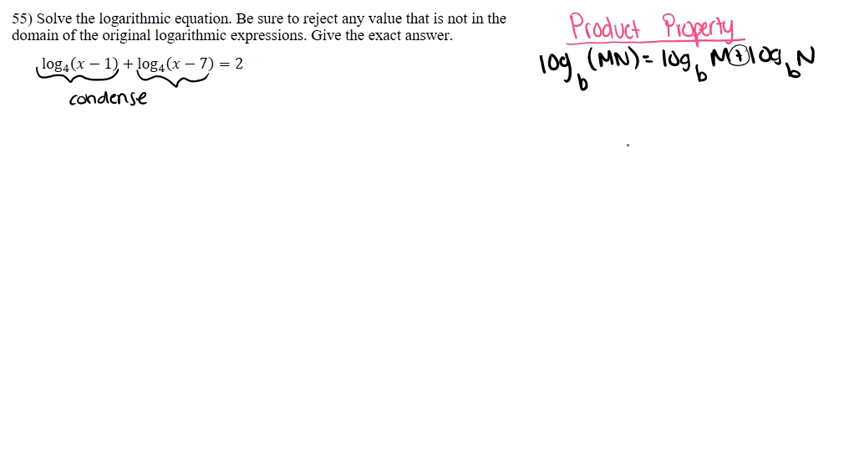 55) Solve the logarithmic equation. Be sure to reject any value that is not in the
domain of the original logarithmic expressions. Give the exact answer.
log₄(x − 1) + log₄(x − 7) = 2
condense
Product Property
log_b (MN) = log_b M + log_b N